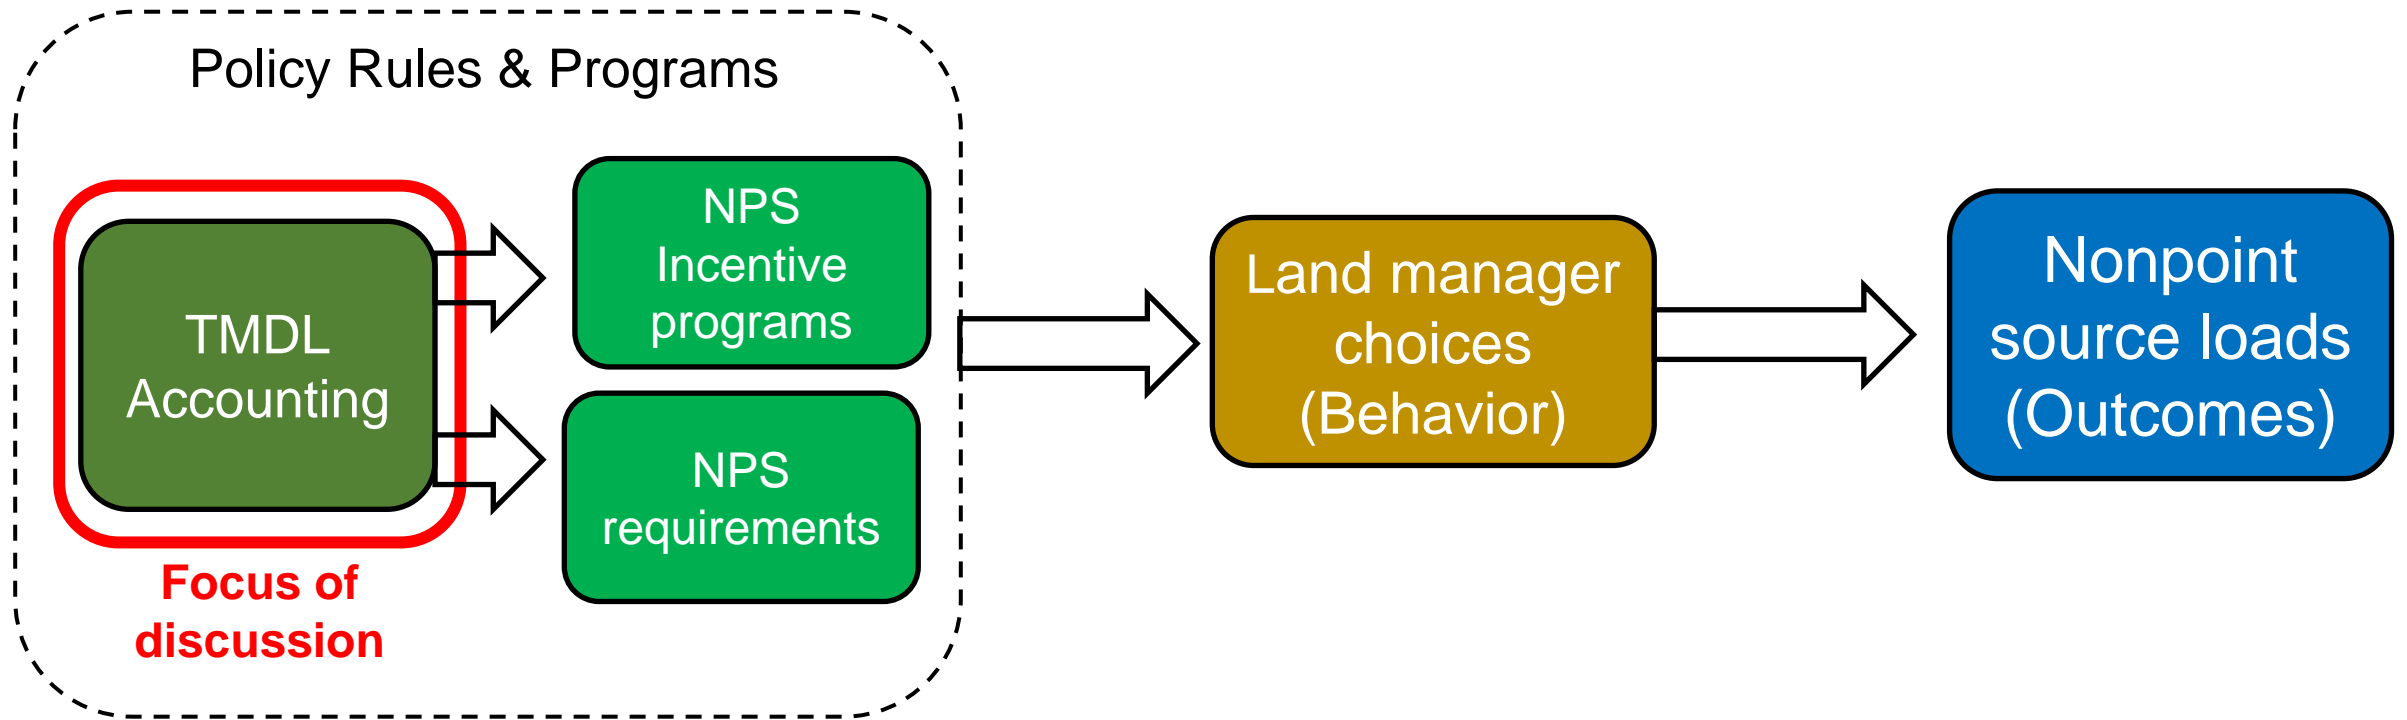 Policy Rules & Programs
TMDL
Accounting
Focus of
discussion
NPS
Incentive
programs
NPS
requirements
Land manager
choices
(Behavior)
Nonpoint
source loads
(Outcomes)